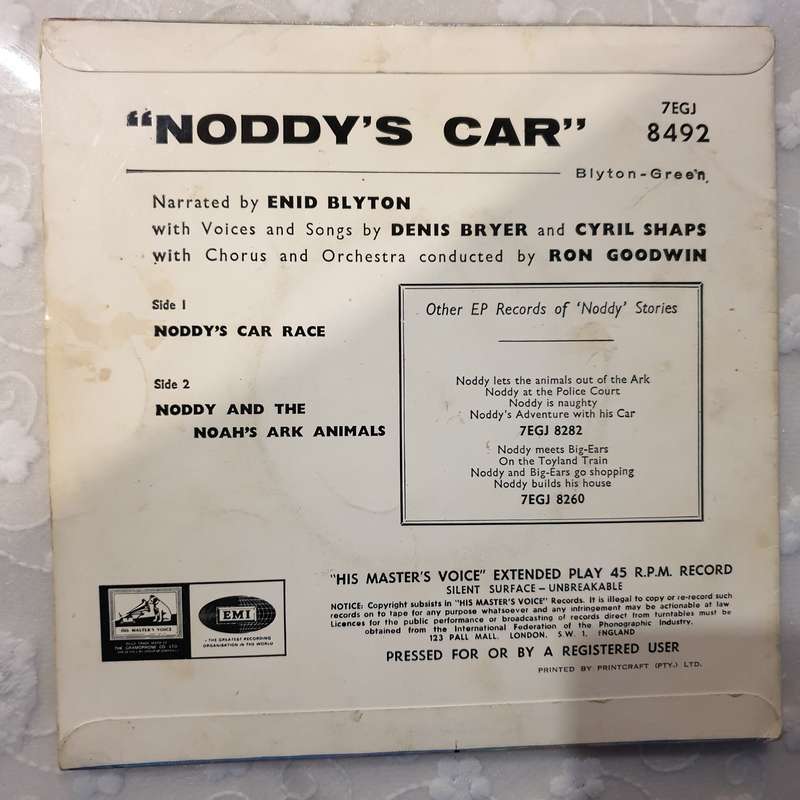 "NODDY'S CAR"
7EGJ
8492
Blyton-Green
Narrated by ENID BLYTON
with Voices and Songs by DENIS BRYER and CYRIL SHAPS
with Chorus and Orchestra conducted by RON GOODWIN
Side 1
NODDY'S CAR RACE
Side 2
NODDY AND THE
NOAH'S ARK ANIMALS
Other EP Records of 'Noddy' Stories
Noddy lets the animals out of the Ark
Noddy at the Police Court
Noddy is naughty
Noddy's Adventure with his Car
7EGJ 8282
Noddy meets Big-Ears
On the Toyland Train
Noddy and Big-Ears go shopping
Noddy builds his house
7EGJ 8260
"HIS MASTER'S VOICE" EXTENDED PLAY 45 R.P.M. RECORD
SILENT SURFACE – UNBREAKABLE
NOTICE: Copyright subsists in "HIS MASTER'S VOICE" Records. It is illegal to copy or re-record such
records on to tape for any purpose whatsoever and any infringement may be actionable at law
Licences for the public performance or broadcasting of records direct from turntables must be
obtained from the International Federation of the Phonographic Industry.
123 PALL MALL. LONDON. S.W. 1. ENGLAND
PRESSED FOR OR BY A REGISTERED USER
PRINTED BY PRINTCRAFT (PTY.) LTD.
HIS MASTER'S VOICE
THE GRAMOPHONE CO. LTD.
EMI
THE GREATEST RECORDING
ORGANISATION IN THE WORLD